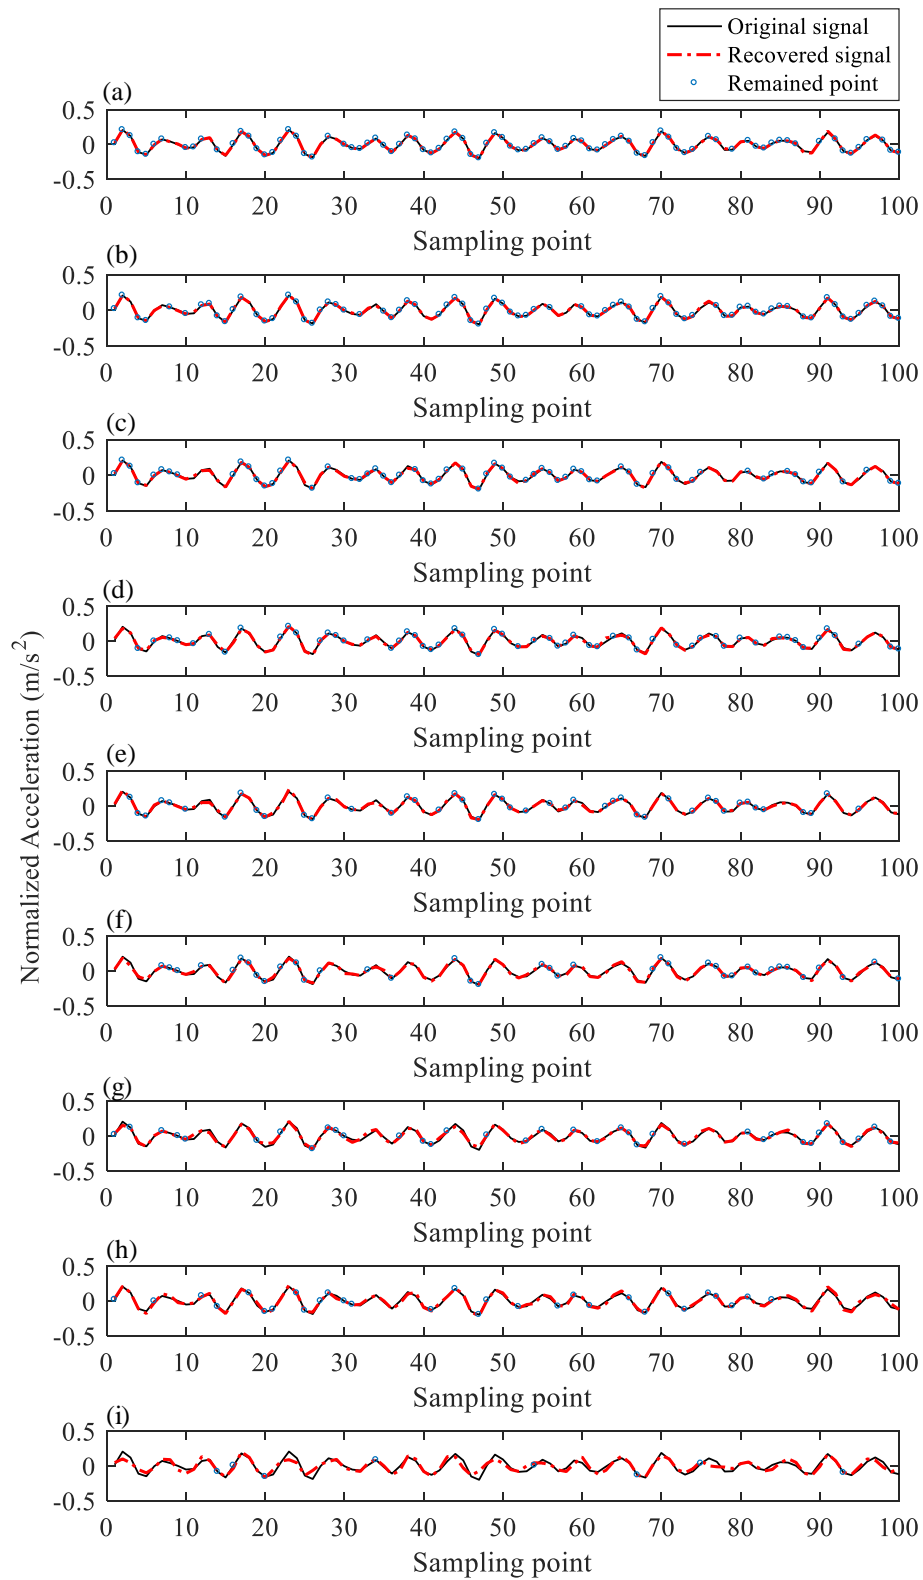 Original signal
Recovered signal
Remained point
Normalized Acceleration (m/s²)
(a)
0.5
0
-0.5
0 10 20 30 40 50 60 70 80 90 100
Sampling point
(b)
0.5
0
-0.5
0 10 20 30 40 50 60 70 80 90 100
Sampling point
(c)
0.5
0
-0.5
0 10 20 30 40 50 60 70 80 90 100
Sampling point
(d)
0.5
0
-0.5
0 10 20 30 40 50 60 70 80 90 100
Sampling point
(e)
0.5
0
-0.5
0 10 20 30 40 50 60 70 80 90 100
Sampling point
(f)
0.5
0
-0.5
0 10 20 30 40 50 60 70 80 90 100
Sampling point
(g)
0.5
0
-0.5
0 10 20 30 40 50 60 70 80 90 100
Sampling point
(h)
0.5
0
-0.5
0 10 20 30 40 50 60 70 80 90 100
Sampling point
(i)
0.5
0
-0.5
0 10 20 30 40 50 60 70 80 90 100
Sampling point